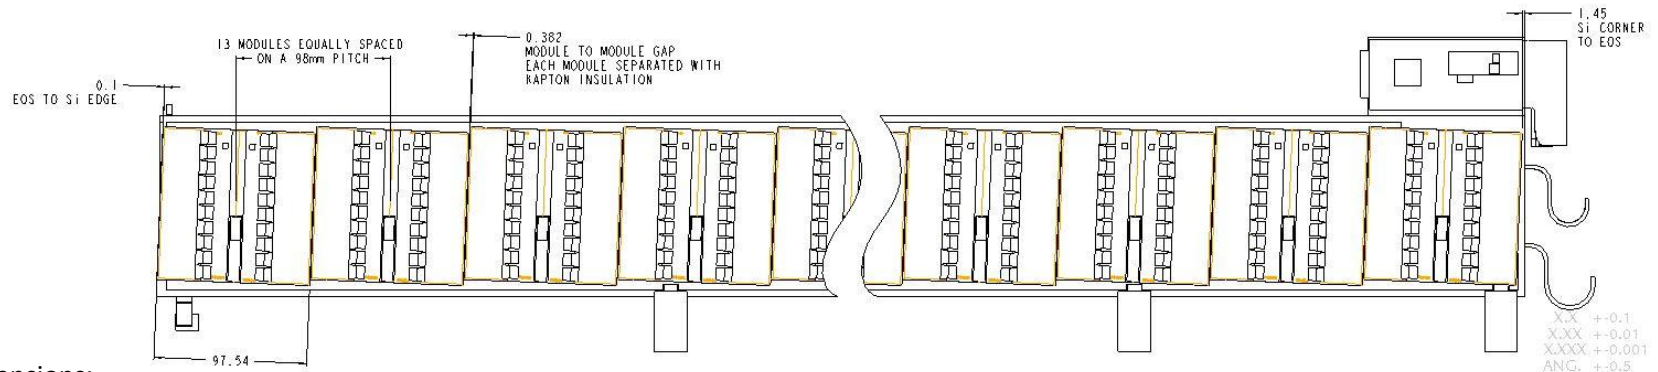 1.45
Si CORNER
TO EOS
13 MODULES EQUALLY SPACED
ON A 98mm PITCH
0.382
MODULE TO MODULE GAP
EACH MODULE SEPARATED WITH
KAPTON INSULATION
0.1
EOS TO Si EDGE
97.54
X.X +-0.1
X.XX +-0.01
X.XXX +-0.001
ANG. +-0.5